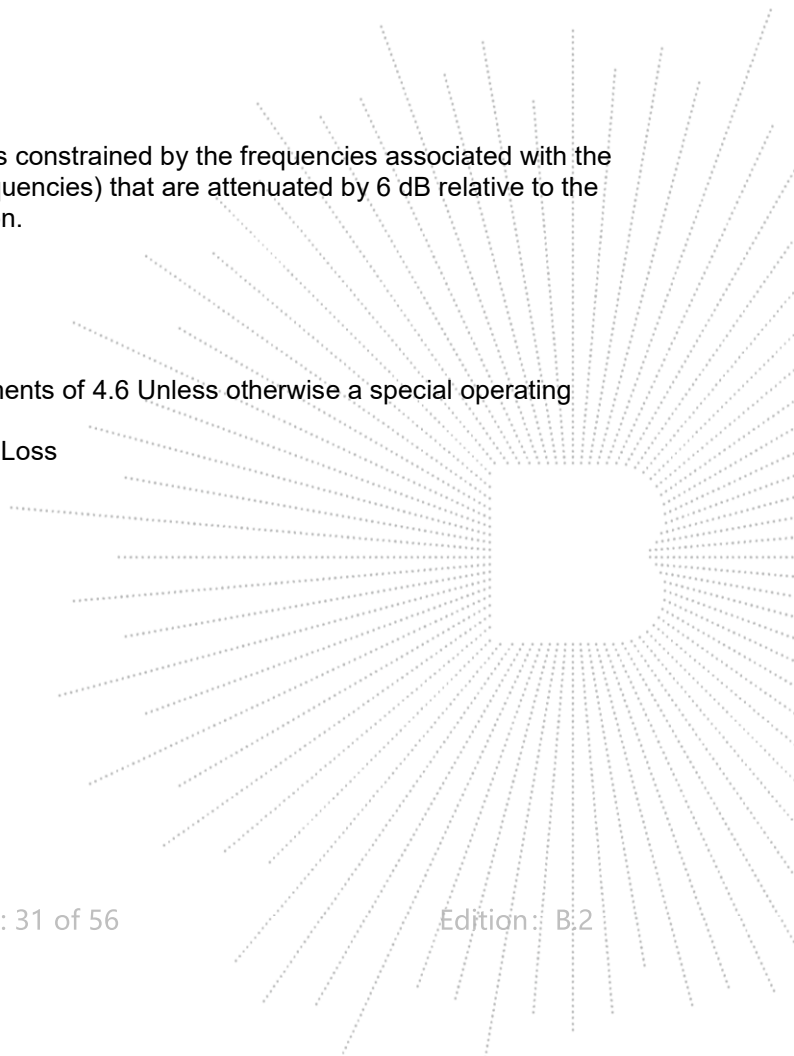 s constrained by the frequencies associated with the
quencies) that are attenuated by 6 dB relative to the
n.
nents of 4.6 Unless otherwise a special operating
Loss
: 31 of 56 Edition: B.2